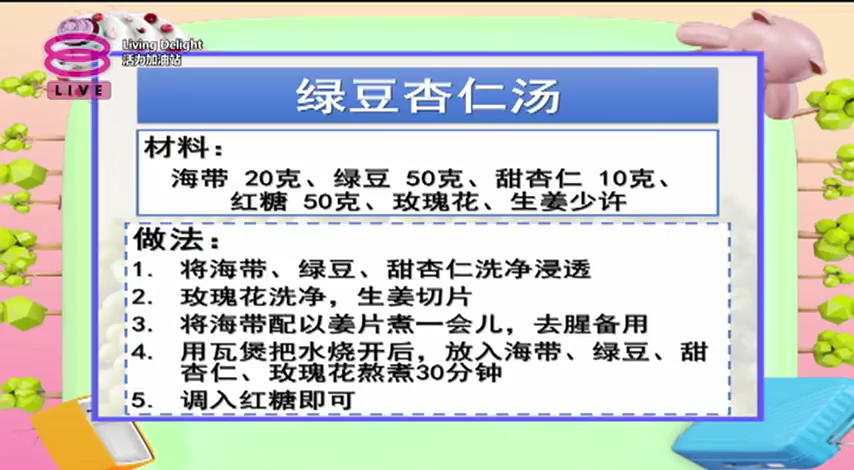 Living Delight
活力加油站
LIVE
绿豆杏仁汤
材料：
海带 20克、绿豆 50克、甜杏仁 10克、
红糖 50克、玫瑰花、生姜少许
做法：
1. 将海带、绿豆、甜杏仁洗净浸透
2. 玫瑰花洗净，生姜切片
3. 将海带配以姜片煮一会儿，去腥备用
4. 用瓦煲把水烧开后，放入海带、绿豆、甜
杏仁、玫瑰花熬煮30分钟
5. 调入红糖即可